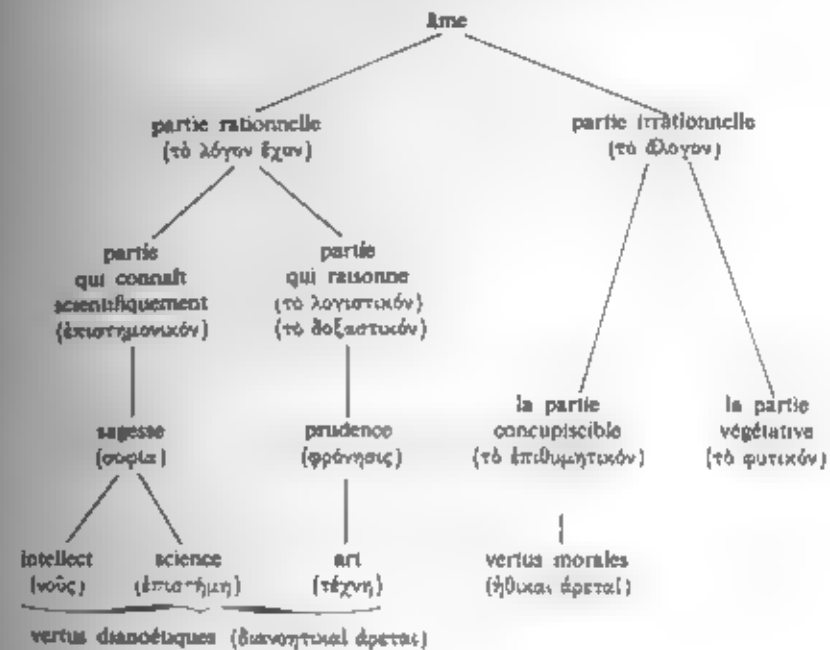 âme
partie rationnelle
(τὸ λόγον ἔχον)
partie irrationnelle
(τὸ ἄλογον)
partie
qui connaît
scientifiquement
(ἐπιστημονικόν)
partie
qui raisonne
(τὸ λογιστικόν)
(τὸ δοξαστικόν)
la partie
concupiscible
(τὸ ἐπιθυμητικόν)
la partie
végétative
(τὸ φυτικόν)
sagesse
(σοφία)
prudence
(φρόνησις)
intellect
(νοῦς)
science
(ἐπιστήμη)
art
(τέχνη)
vertus morales
(ἠθικαὶ ἀρεταί)
vertus dianoétiques (διανοητικαὶ ἀρεταί)